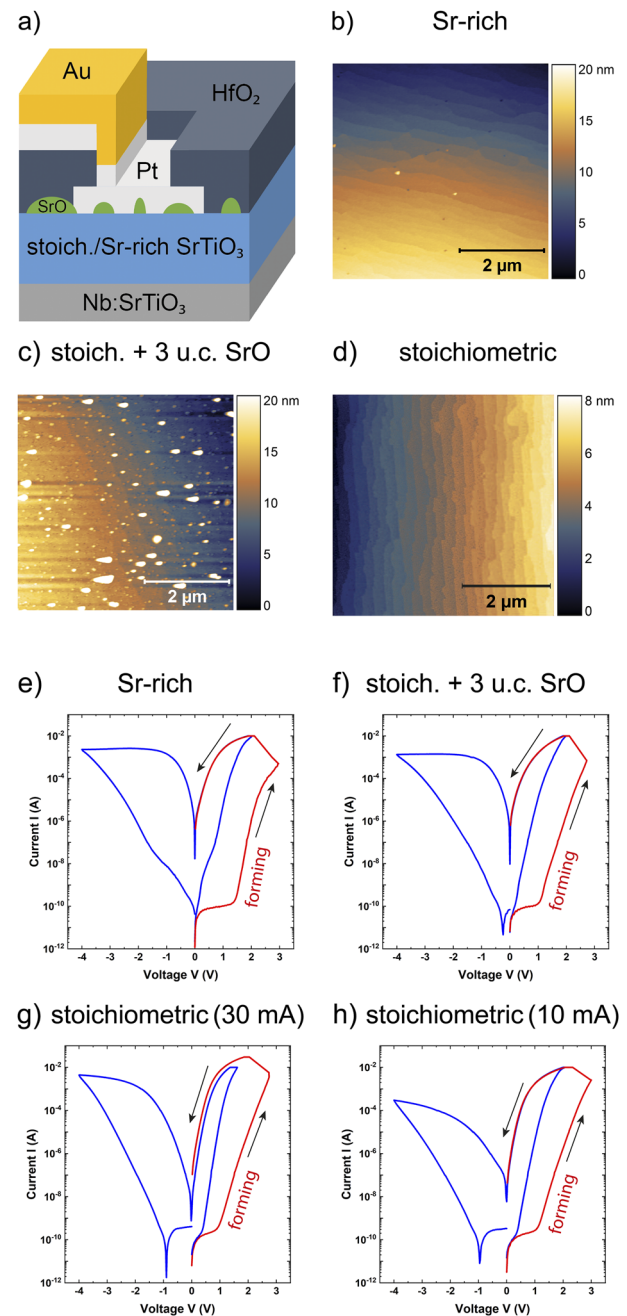 a)
Au
HfO₂
Pt
SrO
stoich./Sr-rich SrTiO₃
Nb:SrTiO₃
b) Sr-rich
20 nm
15
10
5
0
2 µm
c) stoich. + 3 u.c. SrO
20 nm
15
10
5
0
2 µm
d) stoichiometric
8 nm
6
4
2
0
2 µm
e) Sr-rich
Current I (A)
10⁻²
10⁻⁴
10⁻⁶
10⁻⁸
10⁻¹⁰
10⁻¹²
forming
-4 -3 -2 -1 0 1 2 3
Voltage V (V)
f) stoich. + 3 u.c. SrO
Current I (A)
10⁻²
10⁻⁴
10⁻⁶
10⁻⁸
10⁻¹⁰
10⁻¹²
forming
-4 -3 -2 -1 0 1 2 3
Voltage V (V)
g) stoichiometric (30 mA)
Current I (A)
10⁻²
10⁻⁴
10⁻⁶
10⁻⁸
10⁻¹⁰
10⁻¹²
forming
-4 -3 -2 -1 0 1 2 3
Voltage V (V)
h) stoichiometric (10 mA)
Current I (A)
10⁻²
10⁻⁴
10⁻⁶
10⁻⁸
10⁻¹⁰
10⁻¹²
forming
-4 -3 -2 -1 0 1 2 3
Voltage V (V)